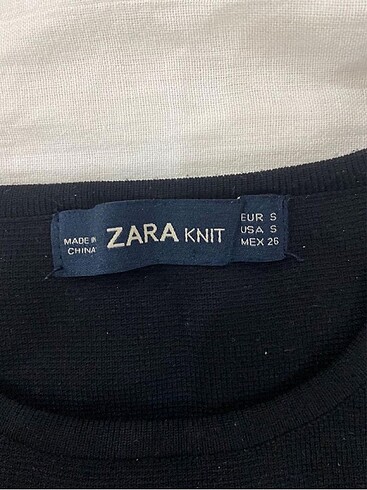 MADE IN
CHINA
ZARA KNIT
EUR S
USA S
MEX 26